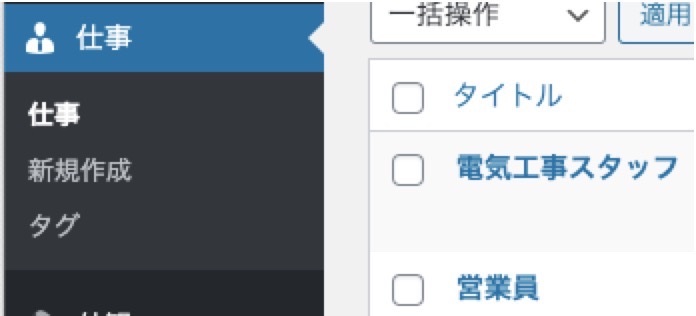 仕事
仕事
新規作成
タグ
一括操作
適用
タイトル
電気工事スタッフ
営業員